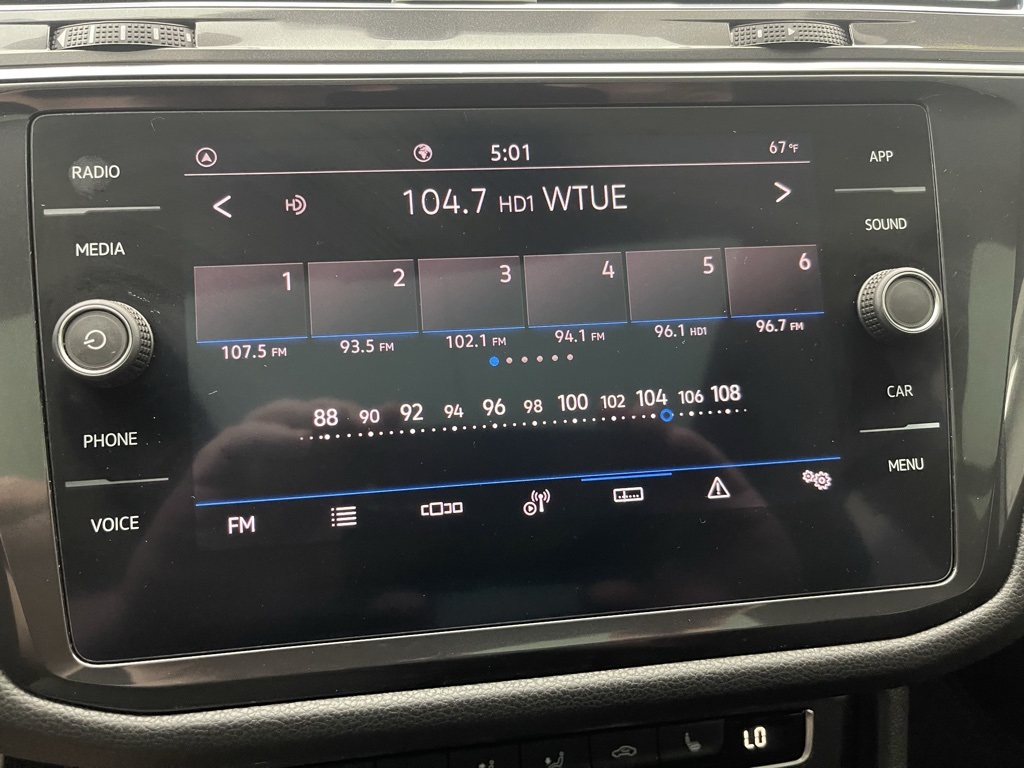 RADIO
MEDIA
PHONE
VOICE
5:01
67 °F
HD 104.7 HD1 WTUE
1 2 3 4 5 6
107.5 FM 93.5 FM 102.1 FM 94.1 FM 96.1 HD1 96.7 FM
88 90 92 94 96 98 100 102 104 106 108
FM
APP
SOUND
CAR
MENU
LO